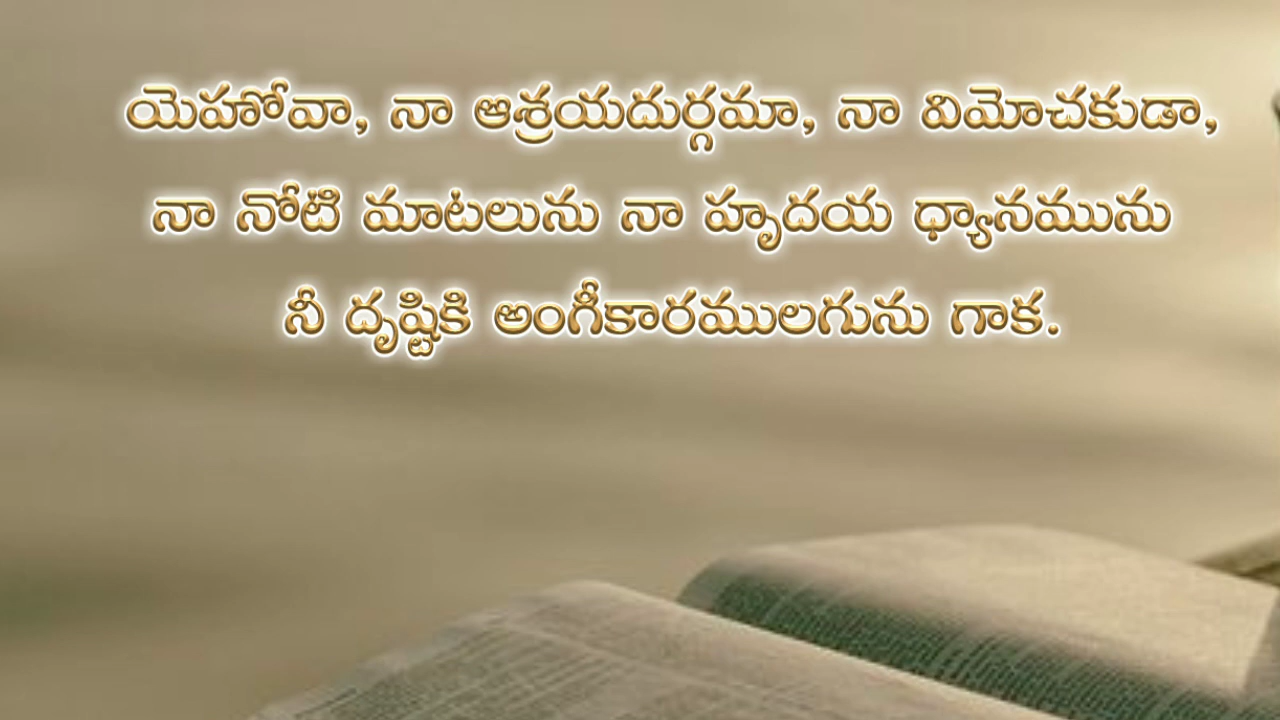 యెహోవా, నా ఆశ్రయదుర్గమా, నా విమోచకుడా,
నా నోటి మాటలును నా హృదయ ధ్యానమును
నీ దృష్టికి అంగీకారములగును గాక.